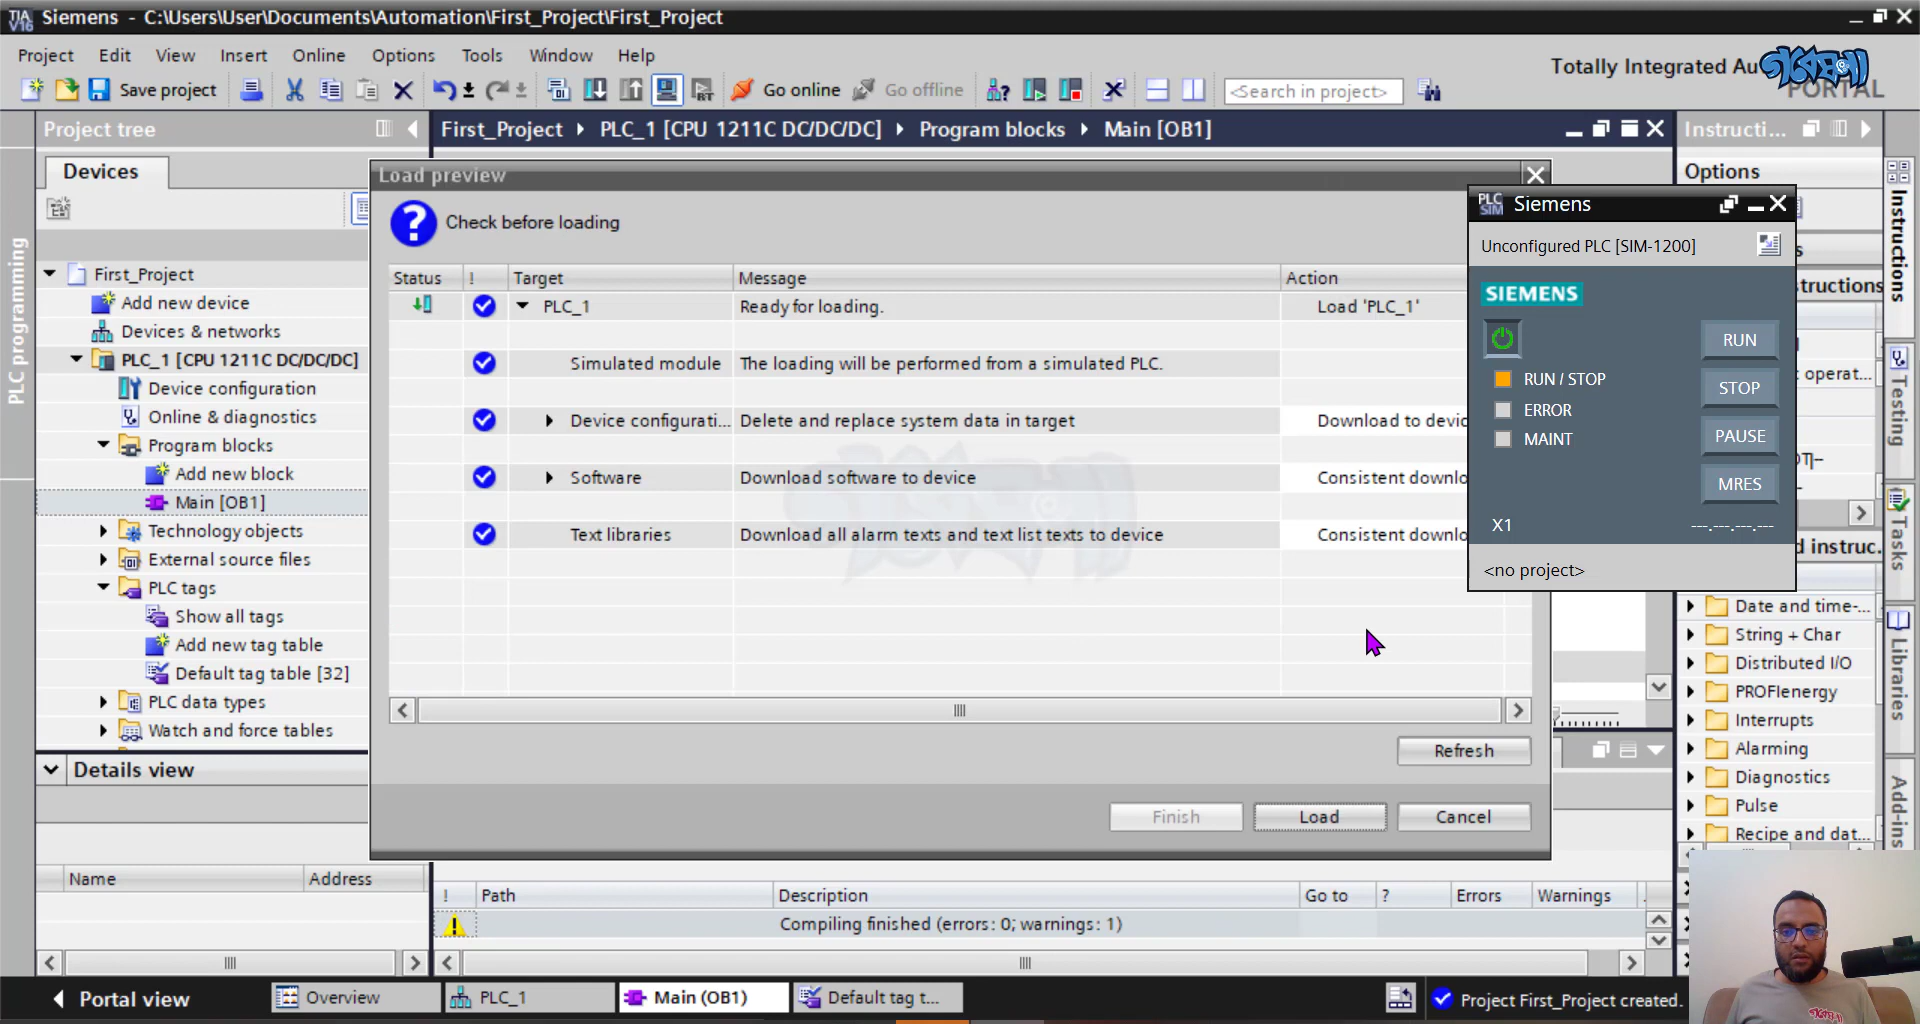 TIA V16 Siemens - C:\Users\User\Documents\Automation\First_Project\First_Project
Project Edit View Insert Online Options Tools Window Help
Totally Integrated Au
PORTAL
Save project Go online Go offline <Search in project>
Project tree
First_Project PLC_1 [CPU 1211C DC/DC/DC] Program blocks Main [OB1]
Instructi...
Devices
Options
PLC programming
First_Project
Add new device
Devices & networks
PLC_1 [CPU 1211C DC/DC/DC]
Device configuration
Online & diagnostics
Program blocks
Add new block
Main [OB1]
Technology objects
External source files
PLC tags
Show all tags
Add new tag table
Default tag table [32]
PLC data types
Watch and force tables
Details view
Name Address
Load preview
? Check before loading
Status ! Target Message Action
PLC_1 Ready for loading. Load 'PLC_1'
Simulated module The loading will be performed from a simulated PLC.
Device configurati... Delete and replace system data in target Download to devic
Software Download software to device Consistent downlo
Text libraries Download all alarm texts and text list texts to device Consistent downlo
Refresh
Finish Load Cancel
PLC SIM Siemens
Unconfigured PLC [SIM-1200]
SIEMENS
RUN
RUN / STOP
STOP
ERROR
PAUSE
MAINT
MRES
X1 ---.---.---.---
<no project>
s
structions
t operat...
d instruc.
Date and time-...
String + Char
Distributed I/O
PROFIenergy
Interrupts
Alarming
Diagnostics
Pulse
Recipe and dat...
Instructions
Testing
Tasks
Libraries
Add-ins
! Path Description Go to ? Errors Warnings
Compiling finished (errors: 0; warnings: 1)
Portal view Overview PLC_1 Main (OB1) Default tag t... Project First_Project created.